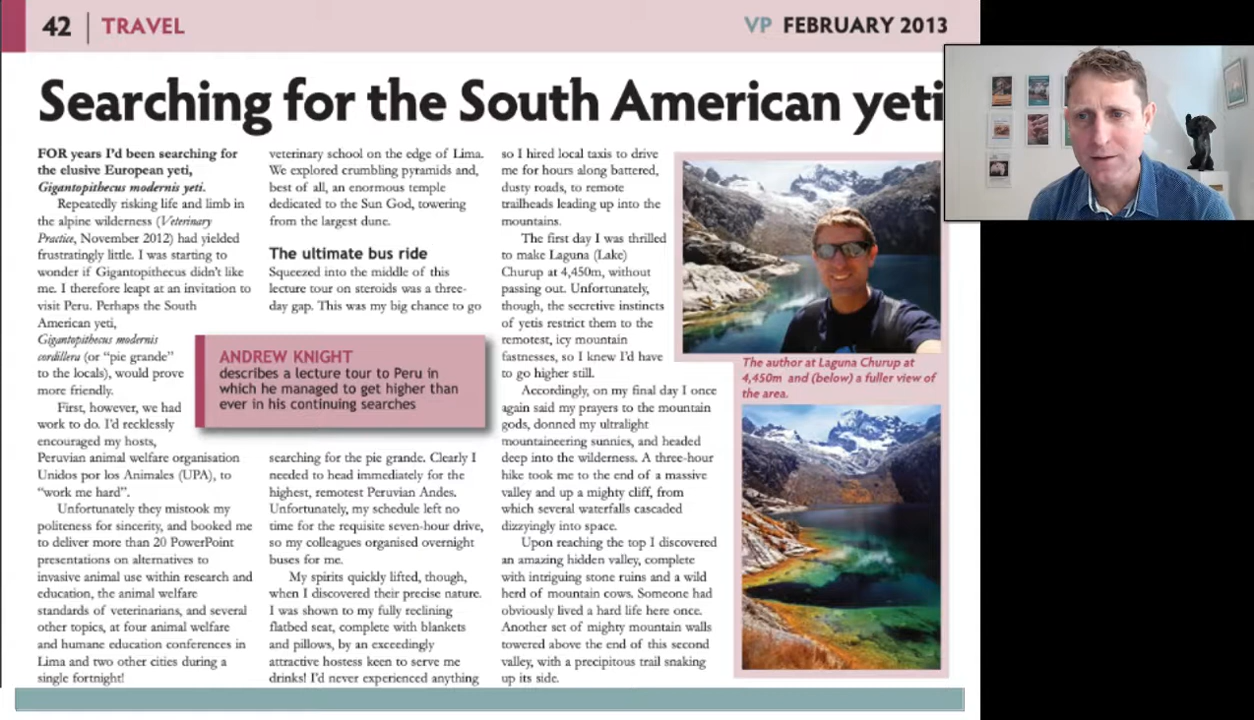 42 TRAVEL
VP FEBRUARY 2013
Searching for the South American yeti
FOR years I'd been searching for
the elusive European yeti,
Gigantopithecus modernis yeti.
Repeatedly risking life and limb in
the alpine wilderness (Veterinary
Practice, November 2012) had yielded
frustratingly little. I was starting to
wonder if Gigantopithecus didn't like
me. I therefore leapt at an invitation to
visit Peru. Perhaps the South
American yeti,
Gigantopithecus modernis
cordillera (or "pie grande"
to the locals), would prove
more friendly.
First, however, we had
work to do. I'd recklessly
encouraged my hosts,
Peruvian animal welfare organisation
Unidos por los Animales (UPA), to
"work me hard".
Unfortunately they mistook my
politeness for sincerity, and booked me
to deliver more than 20 PowerPoint
presentations on alternatives to
invasive animal use within research and
education, the animal welfare
standards of veterinarians, and several
other topics, at four animal welfare
and humane education conferences in
Lima and two other cities during a
single fortnight!
veterinary school on the edge of Lima.
We explored crumbling pyramids and,
best of all, an enormous temple
dedicated to the Sun God, towering
from the largest dune.
The ultimate bus ride
Squeezed into the middle of this
lecture tour on steroids was a three-
day gap. This was my big chance to go
ANDREW KNIGHT
describes a lecture tour to Peru in
which he managed to get higher than
ever in his continuing searches
searching for the pie grande. Clearly I
needed to head immediately for the
highest, remotest Peruvian Andes.
Unfortunately, my schedule left no
time for the requisite seven-hour drive,
so my colleagues organised overnight
buses for me.
My spirits quickly lifted, though,
when I discovered their precise nature.
I was shown to my fully reclining
flatbed seat, complete with blankets
and pillows, by an exceedingly
attractive hostess keen to serve me
drinks! I'd never experienced anything
so I hired local taxis to drive
me for hours along battered,
dusty roads, to remote
trailheads leading up into the
mountains.
The first day I was thrilled
to make Laguna (Lake)
Churup at 4,450m, without
passing out. Unfortunately,
though, the secretive instincts
of yetis restrict them to the
remotest, icy mountain
fastnesses, so I knew I'd have
to go higher still.
Accordingly, on my final day I once
again said my prayers to the mountain
gods, donned my ultralight
mountaineering sunnies, and headed
deep into the wilderness. A three-hour
hike took me to the end of a massive
valley and up a mighty cliff, from
which several waterfalls cascaded
dizzyingly into space.
Upon reaching the top I discovered
an amazing hidden valley, complete
with intriguing stone ruins and a wild
herd of mountain cows. Someone had
obviously lived a hard life here once.
Another set of mighty mountain walls
towered above the end of this second
valley, with a precipitous trail snaking
up its side.
The author at Laguna Churup at
4,450m and (below) a fuller view of
the area.